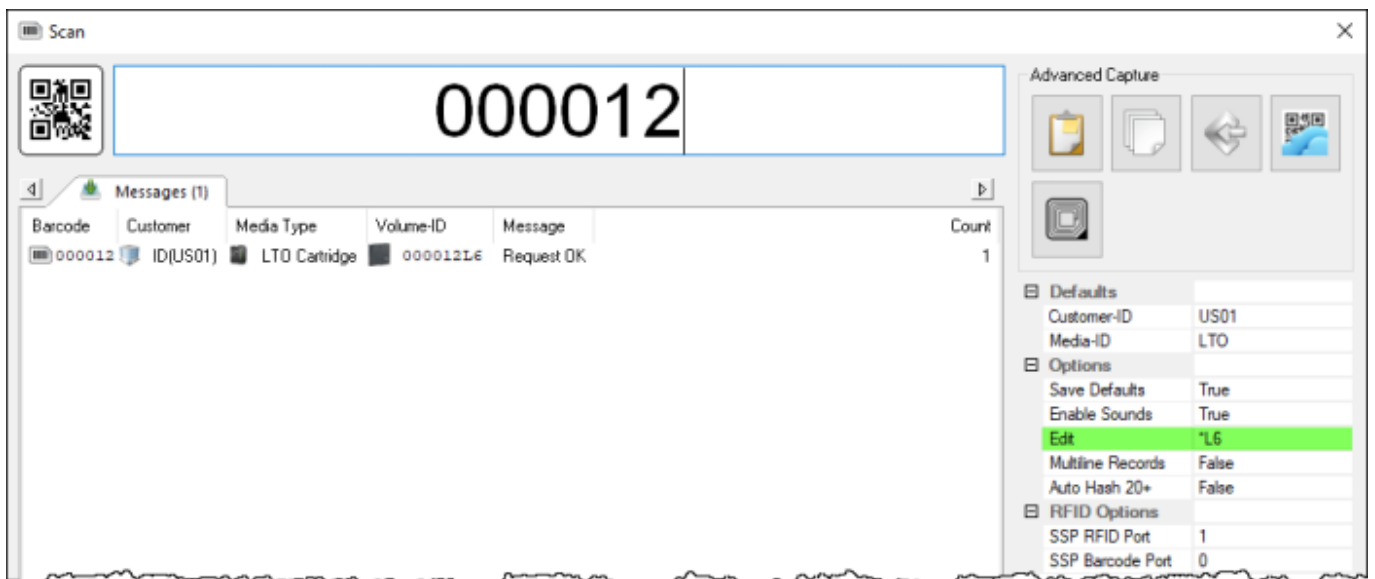 Scan
000012
Advanced Capture
Messages (1)
Barcode Customer Media Type Volume-ID Message Count
000012 ID(US01) LTO Cartridge 000012L6 Request OK 1
Defaults
Customer-ID US01
Media-ID LTO
Options
Save Defaults True
Enable Sounds True
Edit *L6
Multiline Records False
Auto Hash 20+ False
RFID Options
SSP RFID Port 1
SSP Barcode Port 0